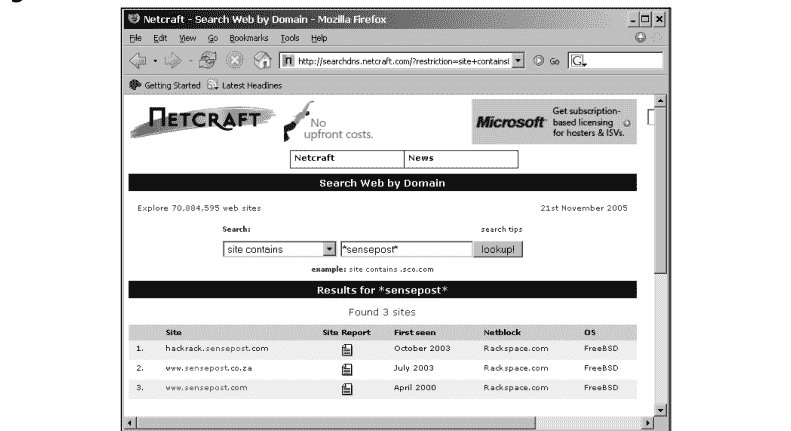 Netcraft - Search Web by Domain - Mozilla Firefox
File Edit View Go Bookmarks Tools Help
http://searchdns.netcraft.com/?restriction=site+contains& Go G
Getting Started Latest Headlines
NETCRAFT
No
upfront costs.
Microsoft
Get subscription-
based licensing
for hosters & ISVs.
Netcraft News
Search Web by Domain
Explore 70,884,595 web sites 21st November 2005
Search: search tips
site contains *sensepost* lookup!
example: site contains .sco.com
Results for *sensepost*
Found 3 sites
Site Site Report First seen Netblock OS
1. hackrack.sensepost.com October 2003 Rackspace.com FreeBSD
2. www.sensepost.co.za July 2003 Rackspace.com FreeBSD
3. www.sensepost.com April 2000 Rackspace.com FreeBSD